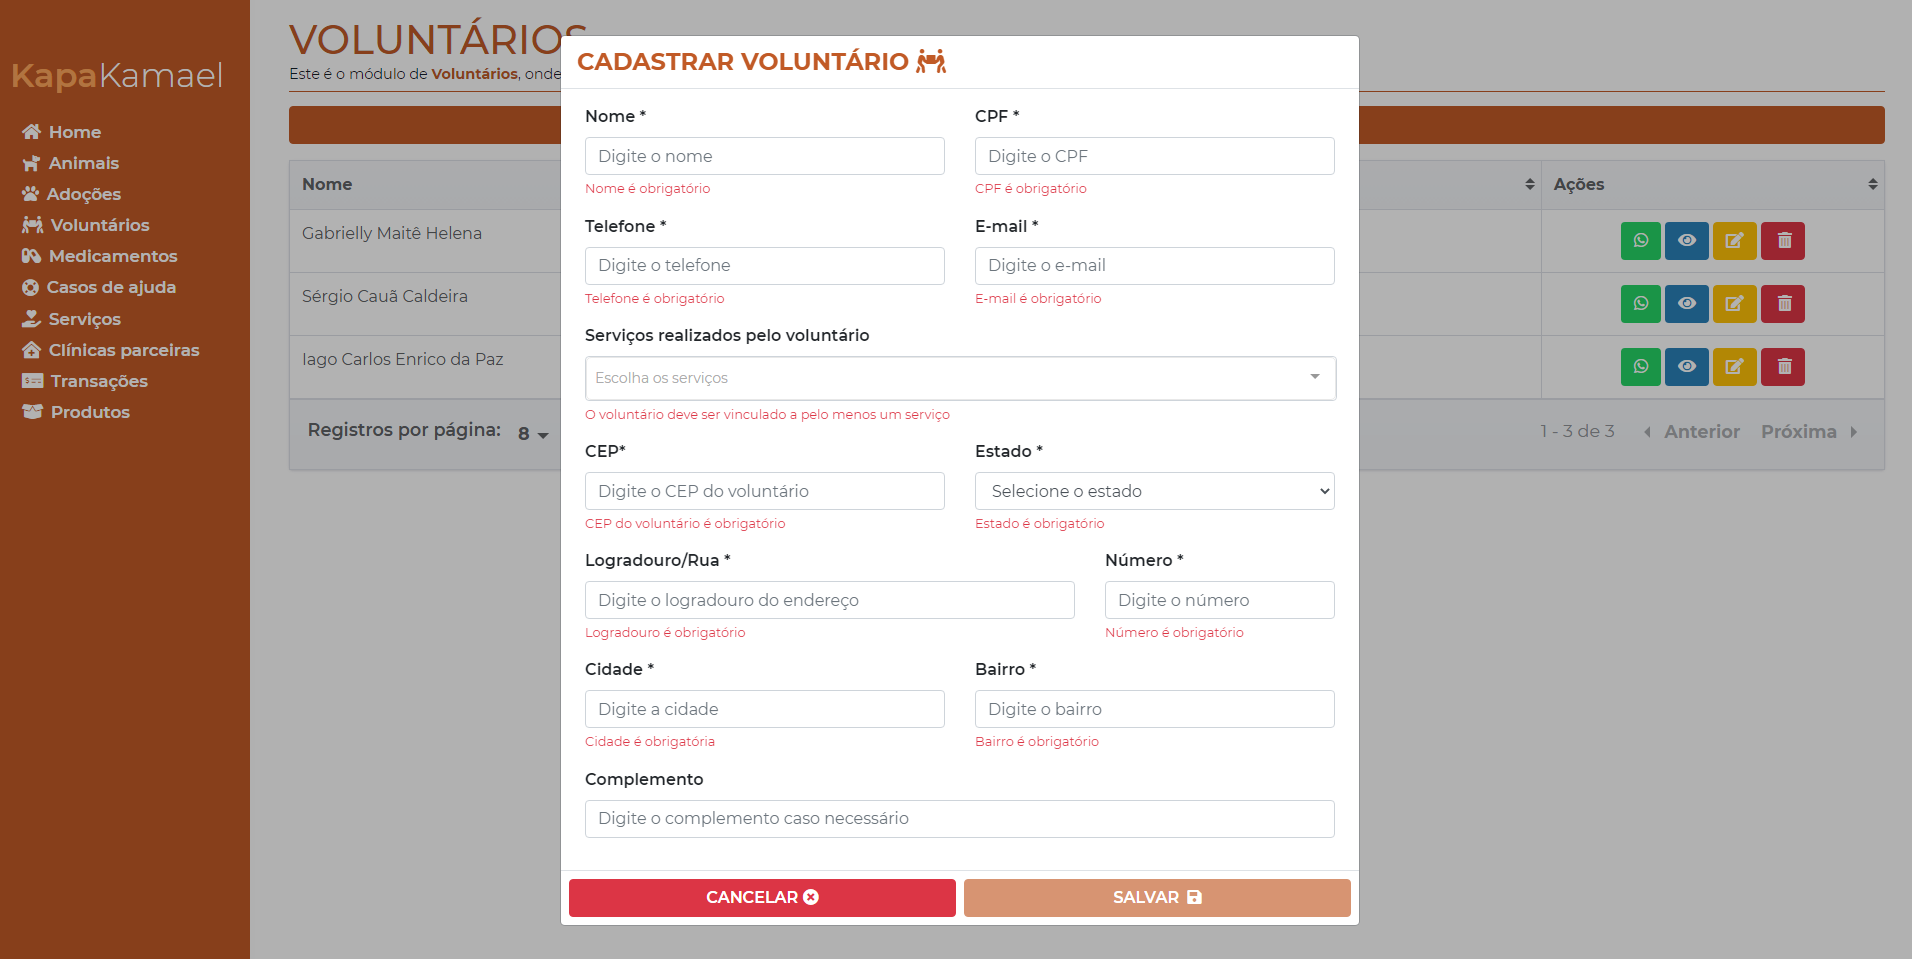 KapaKamael
Home
Animais
Adoções
Voluntários
Medicamentos
Casos de ajuda
Serviços
Clínicas parceiras
Transações
Produtos
VOLUNTÁRIOS
Este é o módulo de Voluntários, onde
Nome
Ações
Gabrielly Maitê Helena
Sérgio Cauã Caldeira
Iago Carlos Enrico da Paz
Registros por página: 8
1 - 3 de 3 Anterior Próxima
CADASTRAR VOLUNTÁRIO
Nome * CPF *
Digite o nome Digite o CPF
Nome é obrigatório CPF é obrigatório
Telefone * E-mail *
Digite o telefone Digite o e-mail
Telefone é obrigatório E-mail é obrigatório
Serviços realizados pelo voluntário
Escolha os serviços
O voluntário deve ser vinculado a pelo menos um serviço
CEP* Estado *
Digite o CEP do voluntário Selecione o estado
CEP do voluntário é obrigatório Estado é obrigatório
Logradouro/Rua * Número *
Digite o logradouro do endereço Digite o número
Logradouro é obrigatório Número é obrigatório
Cidade * Bairro *
Digite a cidade Digite o bairro
Cidade é obrigatória Bairro é obrigatório
Complemento
Digite o complemento caso necessário
CANCELAR SALVAR